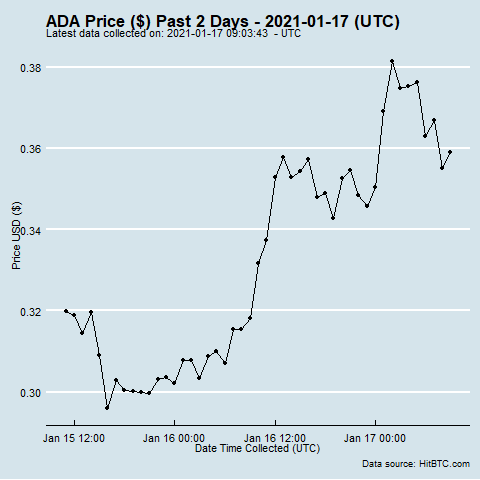 ADA Price ($) Past 2 Days - 2021-01-17 (UTC)
Latest data collected on: 2021-01-17 09:03:43 - UTC
0.38
0.36
0.34
0.32
0.30
Price USD ($)
Jan 15 12:00 Jan 16 00:00 Jan 16 12:00 Jan 17 00:00
Date Time Collected (UTC)
Data source: HitBTC.com